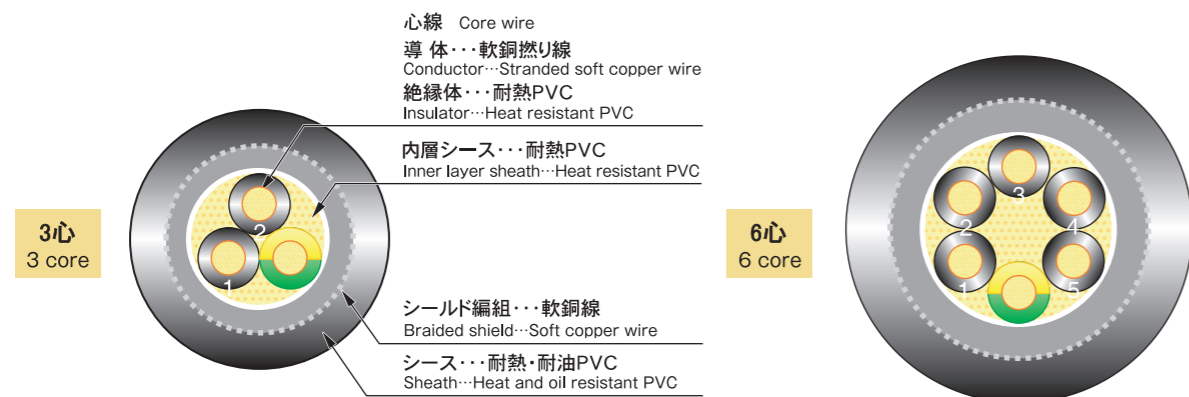 心線 Core wire
導 体・・・軟銅撚り線
Conductor…Stranded soft copper wire
絶縁体・・・耐熱PVC
Insulator…Heat resistant PVC
内層シース・・・耐熱PVC
Inner layer sheath…Heat resistant PVC
3心
3 core
2
1
シールド編組・・・軟銅線
Braided shield…Soft copper wire
シース・・・耐熱・耐油PVC
Sheath…Heat and oil resistant PVC
6心
6 core
3
2
4
1
5